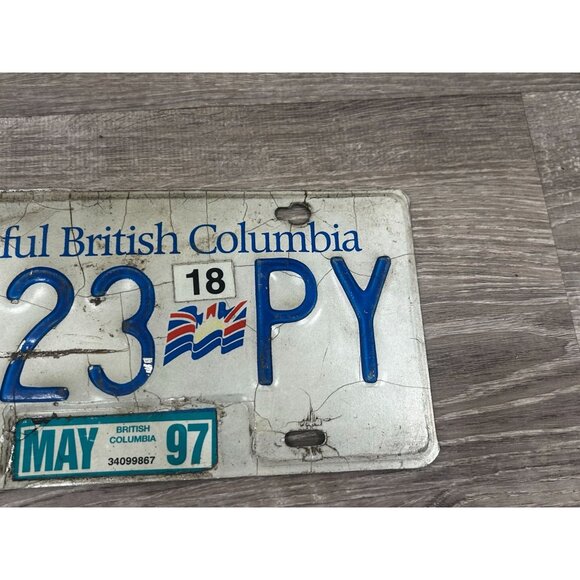 ful British Columbia
23 18 PY
MAY BRITISH COLUMBIA 97
34099867